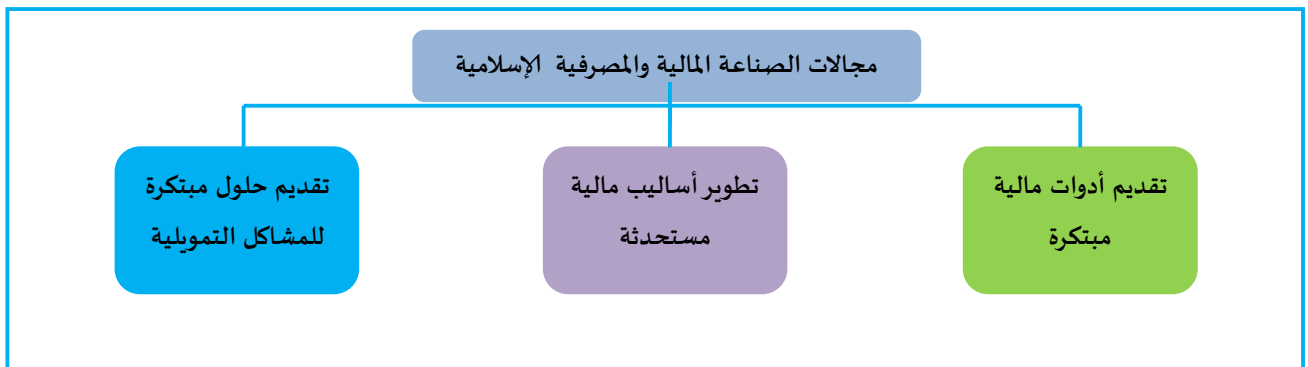 مجالات الصناعة المالية والمصرفية الإسلامية
تقديم أدوات مالية
مبتكرة
تطوير أساليب مالية
مستحدثة
تقديم حلول مبتكرة
للمشاكل التمويلية